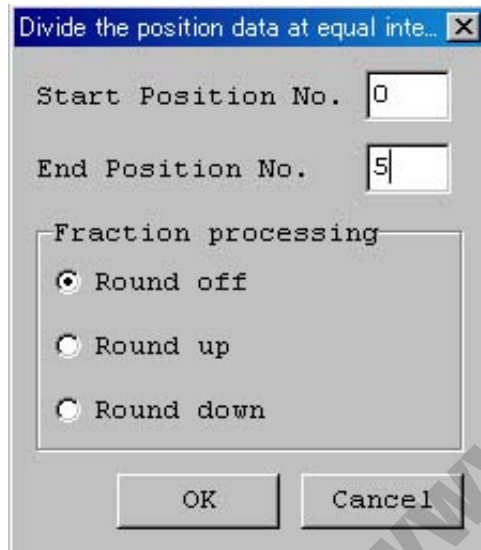 Divide the position data at equal inte...
Start Position No. 0
End Position No. 5
Fraction processing
Round off
Round up
Round down
OK Cancel